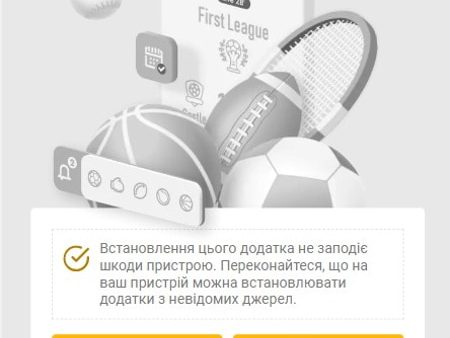 First League
2
Встановлення цього додатка не заподіє
шкоди пристрою. Переконайтеся, що на
ваш пристрій можна встановлювати
додатки з невідомих джерел.